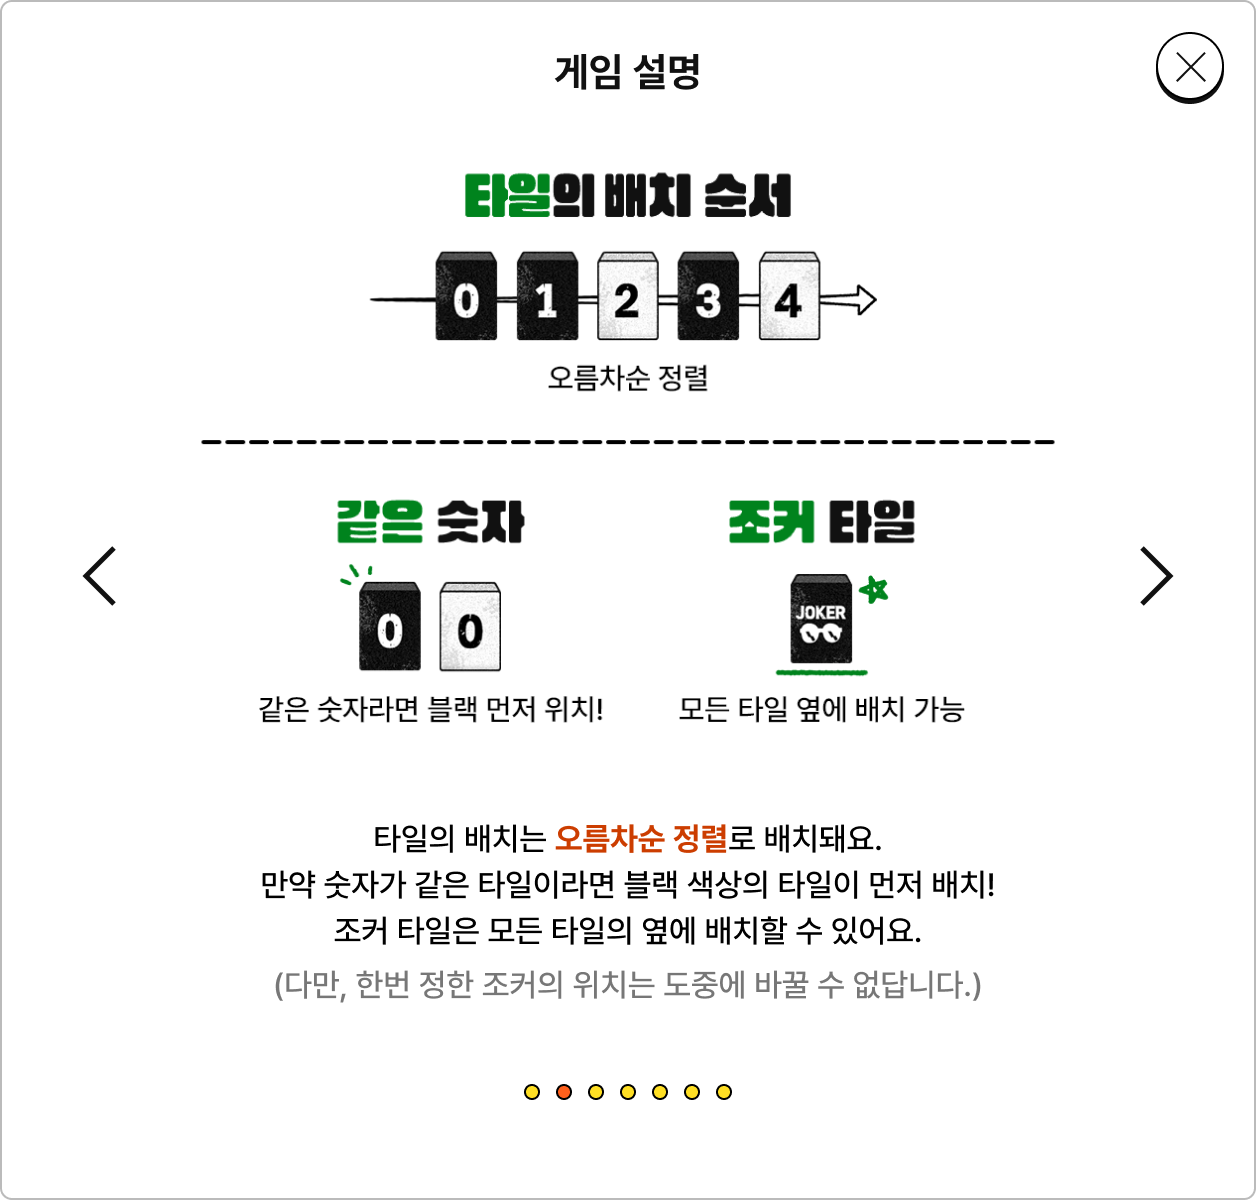 게임 설명
타일의 배치 순서
0 1 2 3 4
오름차순 정렬
같은 숫자
0 0
같은 숫자라면 블랙 먼저 위치!
조커 타일
JOKER
모든 타일 옆에 배치 가능
타일의 배치는 오름차순 정렬로 배치돼요.
만약 숫자가 같은 타일이라면 블랙 색상의 타일이 먼저 배치!
조커 타일은 모든 타일의 옆에 배치할 수 있어요.
(다만, 한번 정한 조커의 위치는 도중에 바꿀 수 없답니다.)